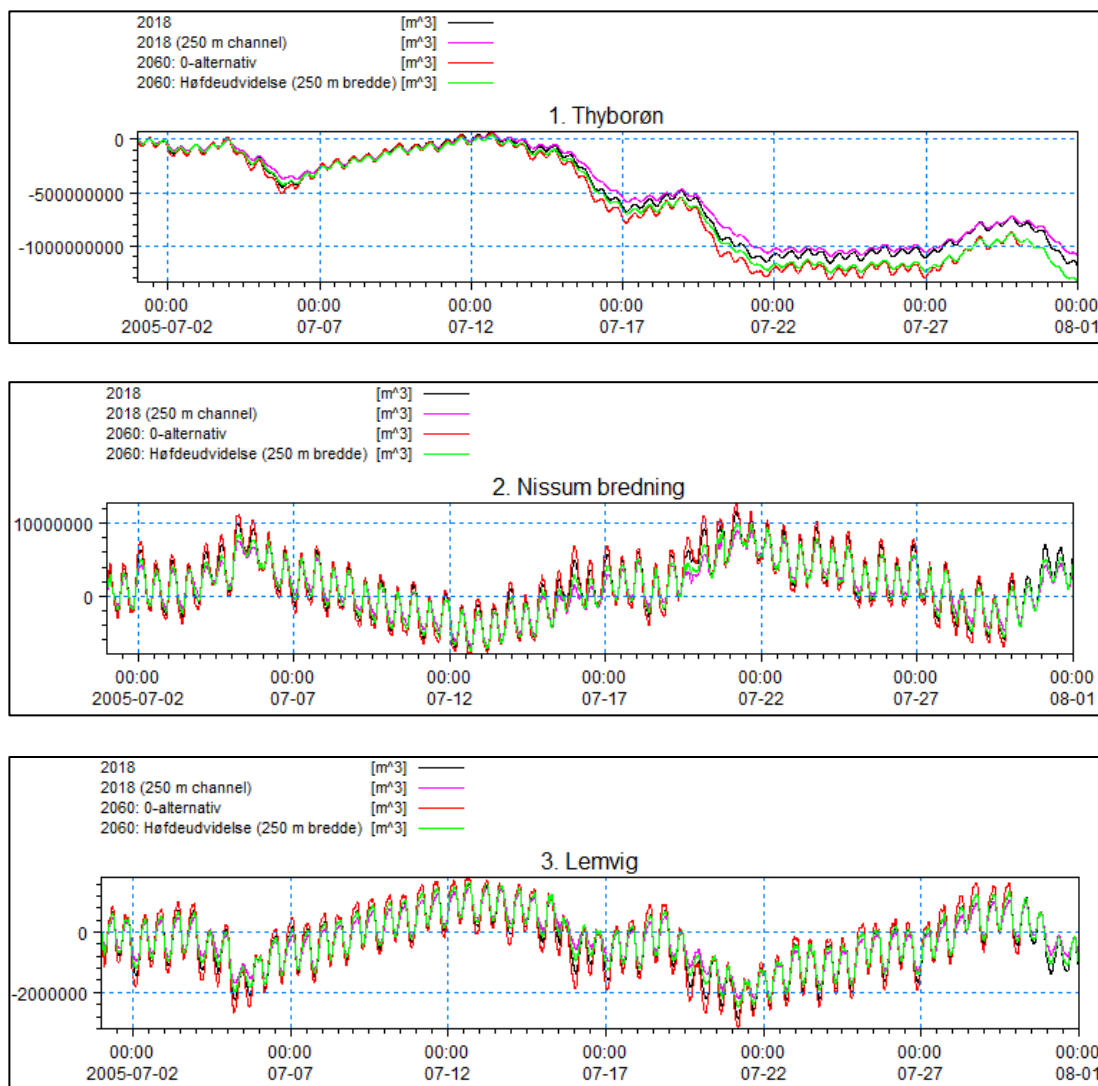 2018 [m^3]
2018 (250 m channel) [m^3]
2060: 0-alternativ [m^3]
2060: Høfdeudvidelse (250 m bredde) [m^3]
1. Thyborøn
0
-500000000
-1000000000
00:00 00:00 00:00 00:00 00:00 00:00 00:00
2005-07-02 07-07 07-12 07-17 07-22 07-27 08-01
2018 [m^3]
2018 (250 m channel) [m^3]
2060: 0-alternativ [m^3]
2060: Høfdeudvidelse (250 m bredde) [m^3]
2. Nissum bredning
10000000
0
00:00 00:00 00:00 00:00 00:00 00:00 00:00
2005-07-02 07-07 07-12 07-17 07-22 07-27 08-01
2018 [m^3]
2018 (250 m channel) [m^3]
2060: 0-alternativ [m^3]
2060: Høfdeudvidelse (250 m bredde) [m^3]
3. Lemvig
0
-2000000
00:00 00:00 00:00 00:00 00:00 00:00 00:00
2005-07-02 07-07 07-12 07-17 07-22 07-27 08-01